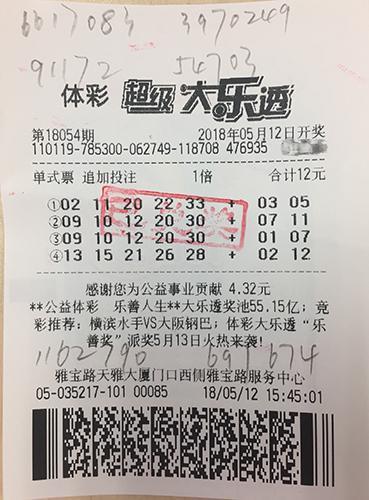 6617083 3970249
91172 54703
体彩 超级大乐透
第18054期 2018年05月12日开奖
110119-785300-062749-118708 476935
单式票 追加投注 1倍 合计12元
①02 11 20 22 33 + 03 05
②09 10 12 20 30 + 07 11
③09 10 12 20 30 + 01 07
④13 15 21 26 28 + 02 12
感谢您为公益事业贡献 4.32元
**公益体彩 乐善人生**大乐透奖池55.15亿；竞
彩推荐：横滨水手VS大阪钢巴；体彩大乐透“乐
善奖”派奖5月13日火热来袭！
1162790 691674
雅宝路天雅大厦门口西侧雅宝路服务中心
05-035217-101 00085 18/05/12 15:45:01